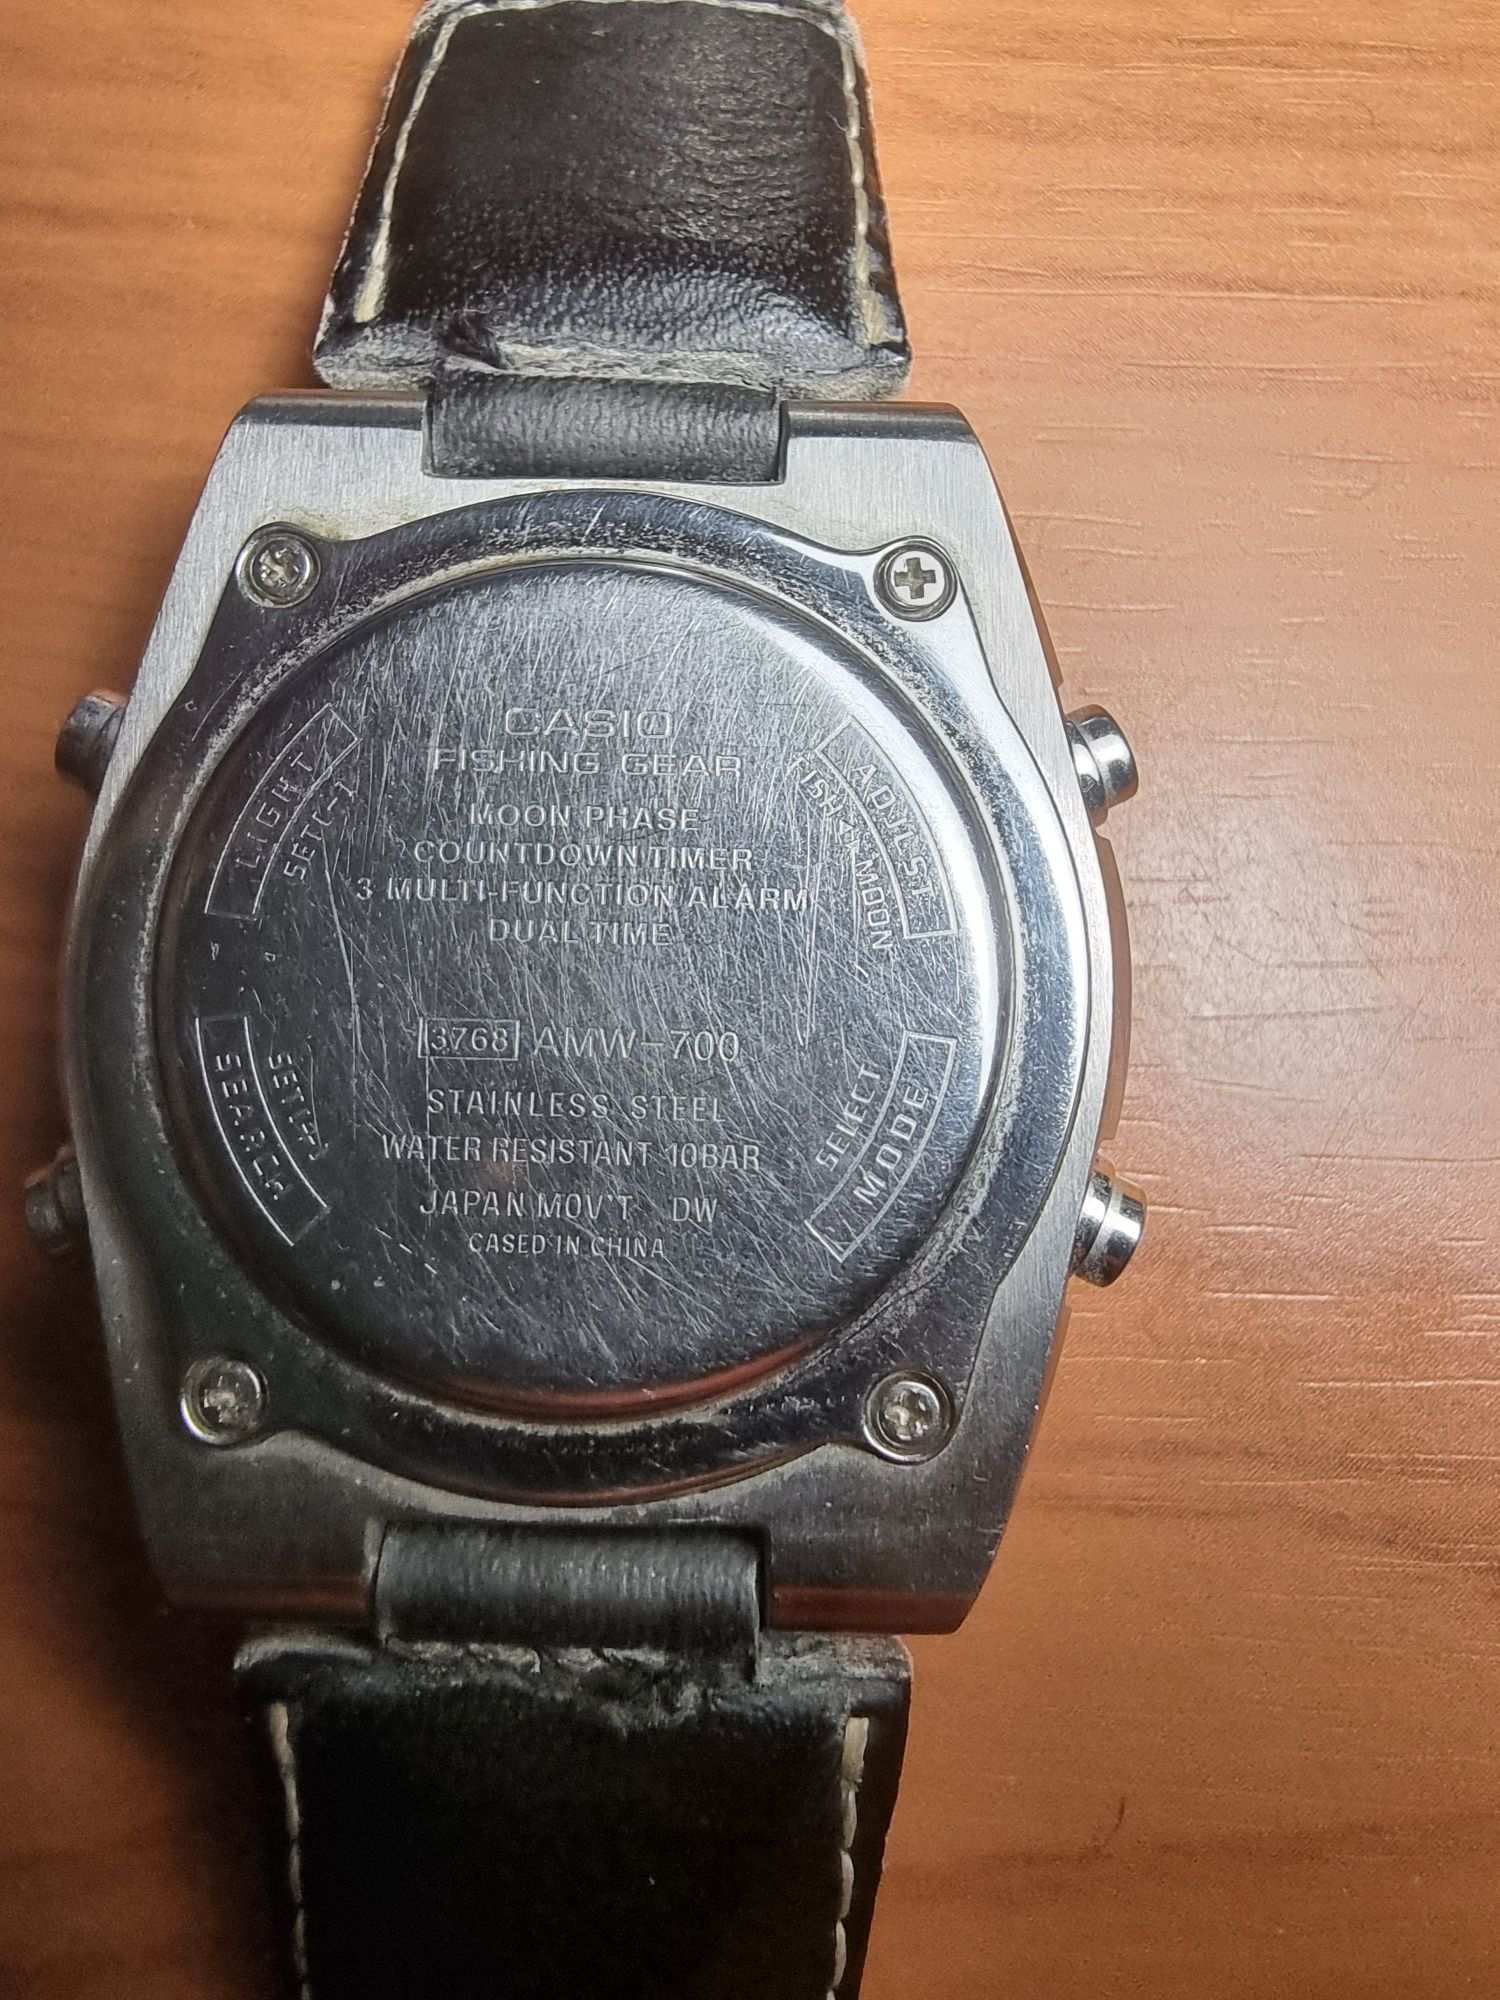 CASIO
FISHING GEAR
MOON PHASE
COUNTDOWN TIMER
3 MULTI-FUNCTION ALARM
DUAL TIME
3768 AMW-700
STAINLESS STEEL
WATER RESISTANT 10BAR
JAPAN MOV'T DW
CASED IN CHINA
LIGHT
ADJUST
FISH/MOON
SEARCH
SELECT
MODE